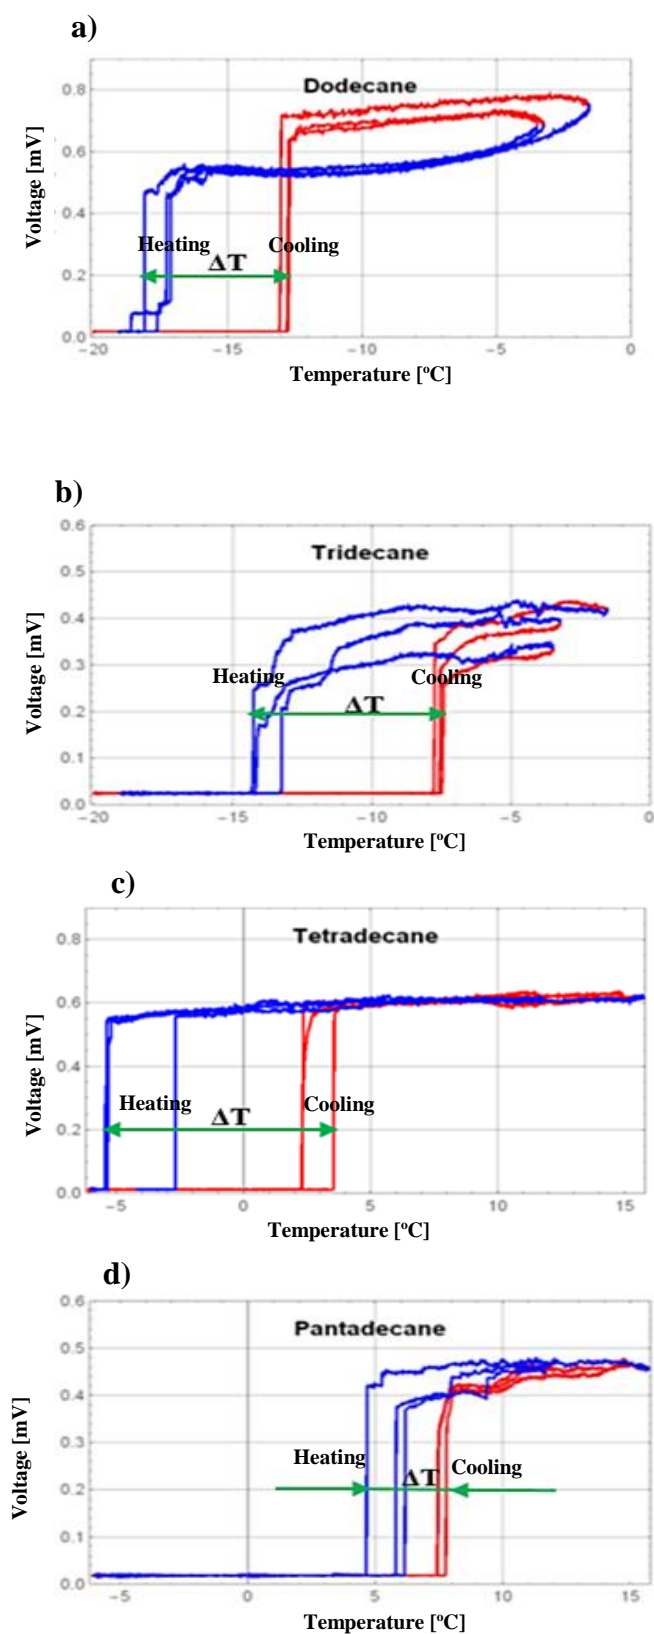 a)
Dodecane
0.8
0.6
0.4
0.2
0.0
Voltage [mV]
Heating
Cooling
ΔT
−20 −15 −10 −5 0
Temperature [ºC]
b)
Tridecane
0.6
0.5
0.4
0.3
0.2
0.1
0.0
Voltage [mV]
Heating
Cooling
ΔT
−20 −15 −10 −5 0
Temperature [ºC]
c)
Tetradecane
0.8
0.6
0.4
0.2
0.0
Voltage [mV]
Heating
Cooling
ΔT
−5 0 5 10 15
Temperature [ºC]
d)
Pantadecane
0.6
0.5
0.4
0.3
0.2
0.1
0.0
Voltage [mV]
Heating
Cooling
ΔT
−5 0 5 10 15
Temperature [ºC]